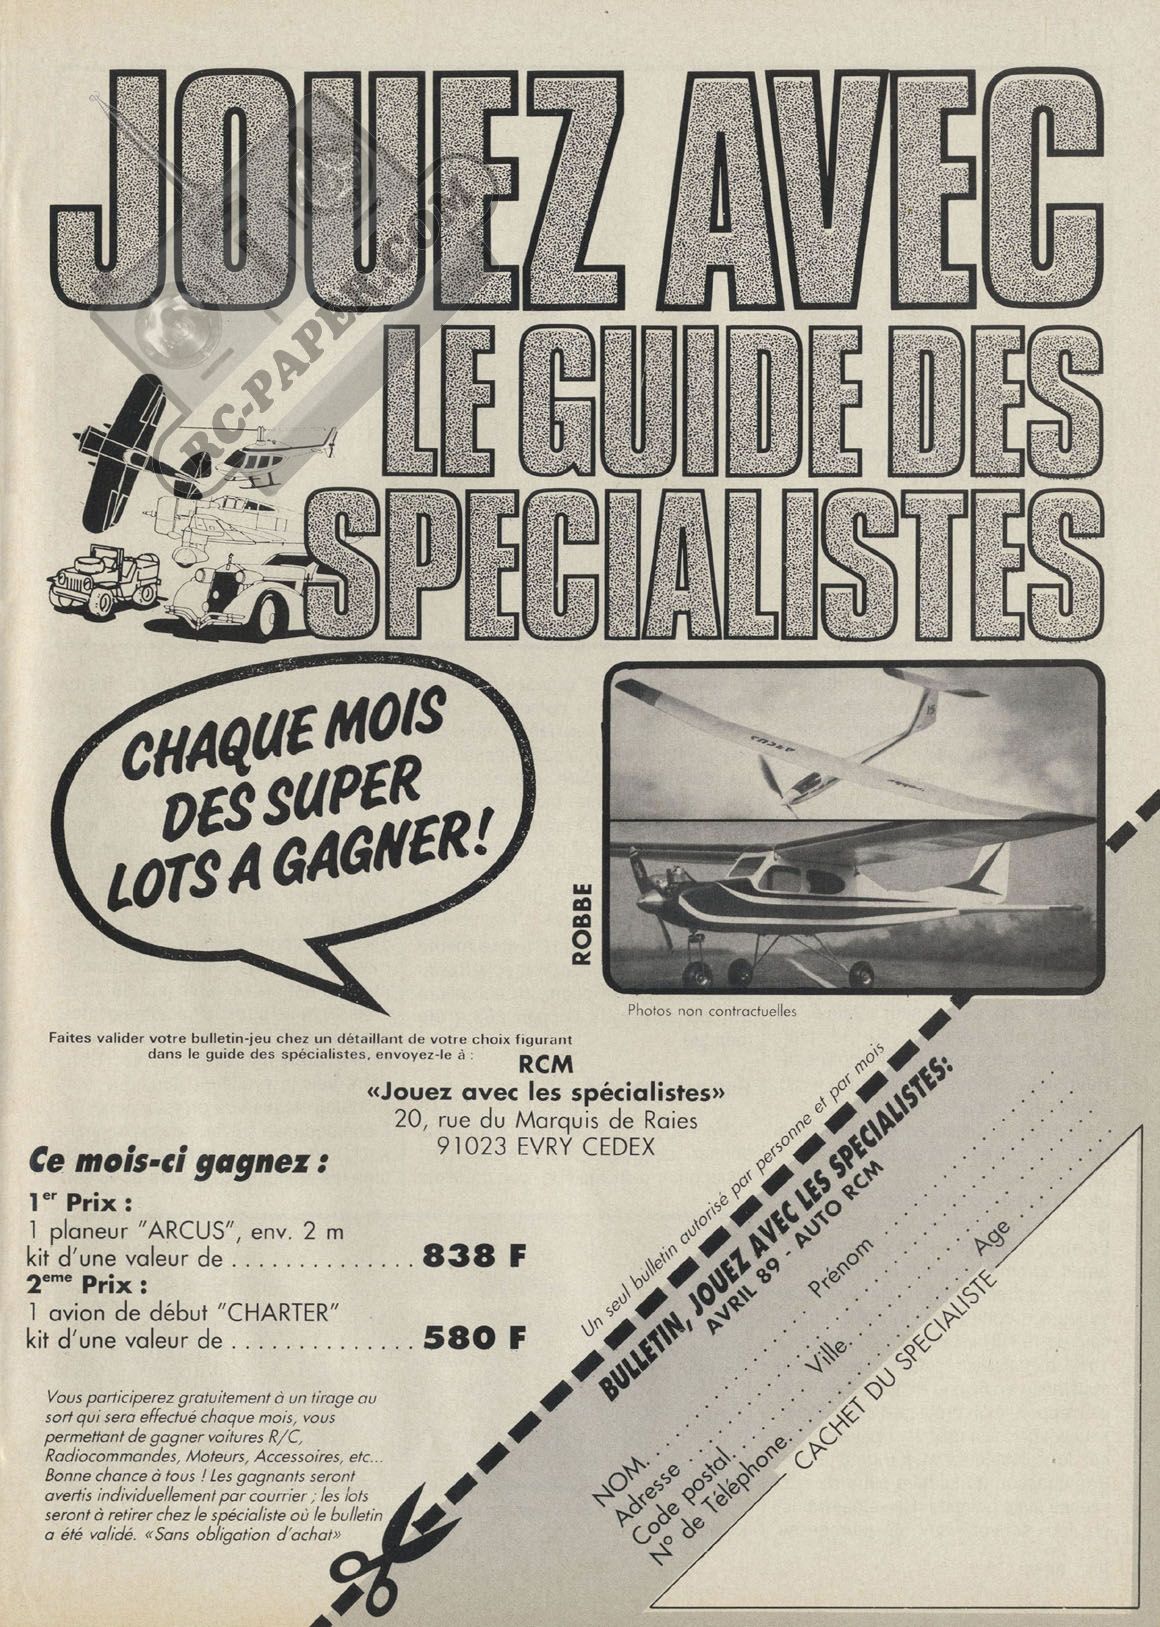 JOUEZ AVEC
LE GUIDE DES
SPECIALISTES
RC-PAPER.COM
CHAQUE MOIS
DES SUPER
LOTS A GAGNER!
ARCUS
ROBBE
Photos non contractuelles
Faites valider votre bulletin-jeu chez un détaillant de votre choix figurant
dans le guide des spécialistes, envoyez-le à :
RCM
«Jouez avec les spécialistes»
20, rue du Marquis de Raies
91023 EVRY CEDEX
Ce mois-ci gagnez :
1er Prix :
1 planeur "ARCUS", env. 2 m
kit d'une valeur de . . . . . . . . . . . . . . . 838 F
2eme Prix :
1 avion de début "CHARTER"
kit d'une valeur de . . . . . . . . . . . . . . . 580 F
Vous participerez gratuitement à un tirage au
sort qui sera effectué chaque mois, vous
permettant de gagner voitures R/C,
Radiocommandes, Moteurs, Accessoires, etc...
Bonne chance à tous ! Les gagnants seront
avertis individuellement par courrier ; les lots
seront à retirer chez le spécialiste où le bulletin
a été validé. «Sans obligation d'achat»
Un seul bulletin autorisé par personne et par mois
BULLETIN, JOUEZ AVEC LES SPECIALISTES:
AVRIL 89 - AUTO RCM
NOM. . . . . . . . . . . . . . . Prénom . . . . . . . . . . . . . . .
Adresse . . . . . . . . . . . . . . . . . . . . . . . . . . . . . .
Code postal. . . . . . . . . . Ville. . . . . . . . . . . . . . . . .
N° de Téléphone. . . . . . . . . . . . . . . Age . . . . . . . . . .
CACHET DU SPECIALISTE